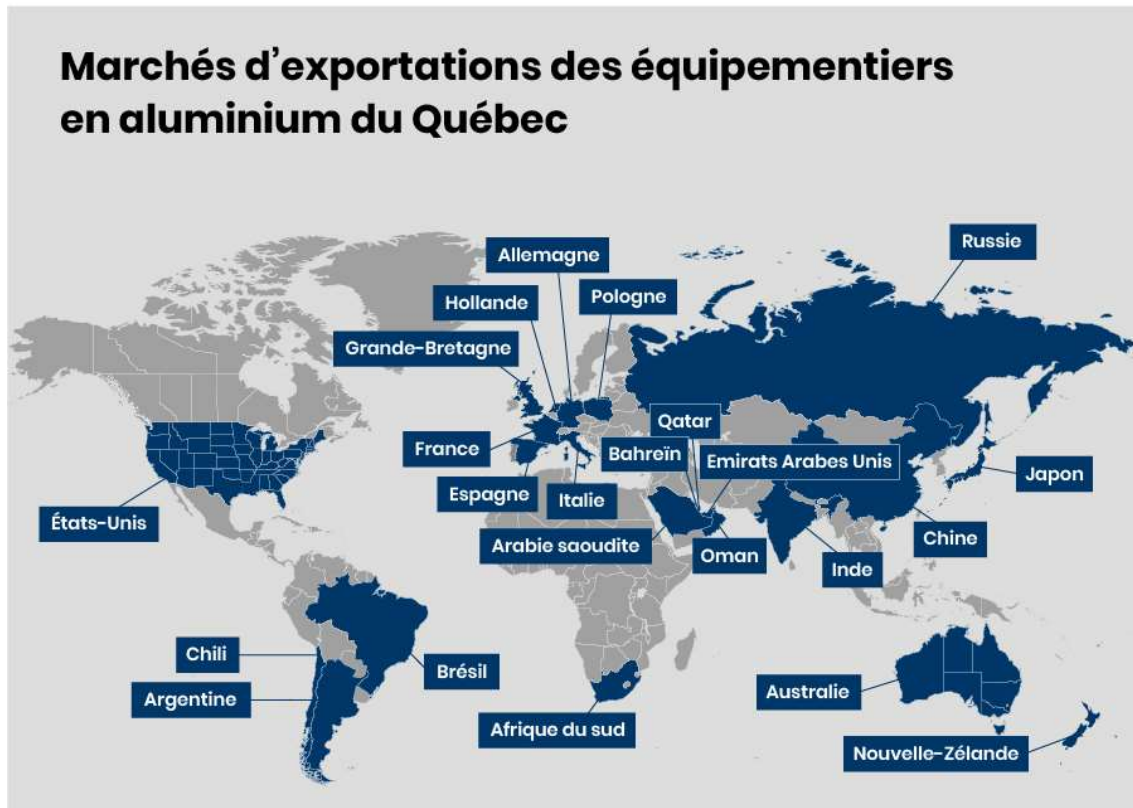 Marchés d'exportations des équipementiers
en aluminium du Québec
Russie
Allemagne
Hollande
Pologne
Grande-Bretagne
Qatar
France
Bahreïn
Emirats Arabes Unis
Japon
Espagne
Italie
États-Unis
Chine
Arabie saoudite
Oman
Inde
Chili
Brésil
Argentine
Australie
Afrique du sud
Nouvelle-Zélande